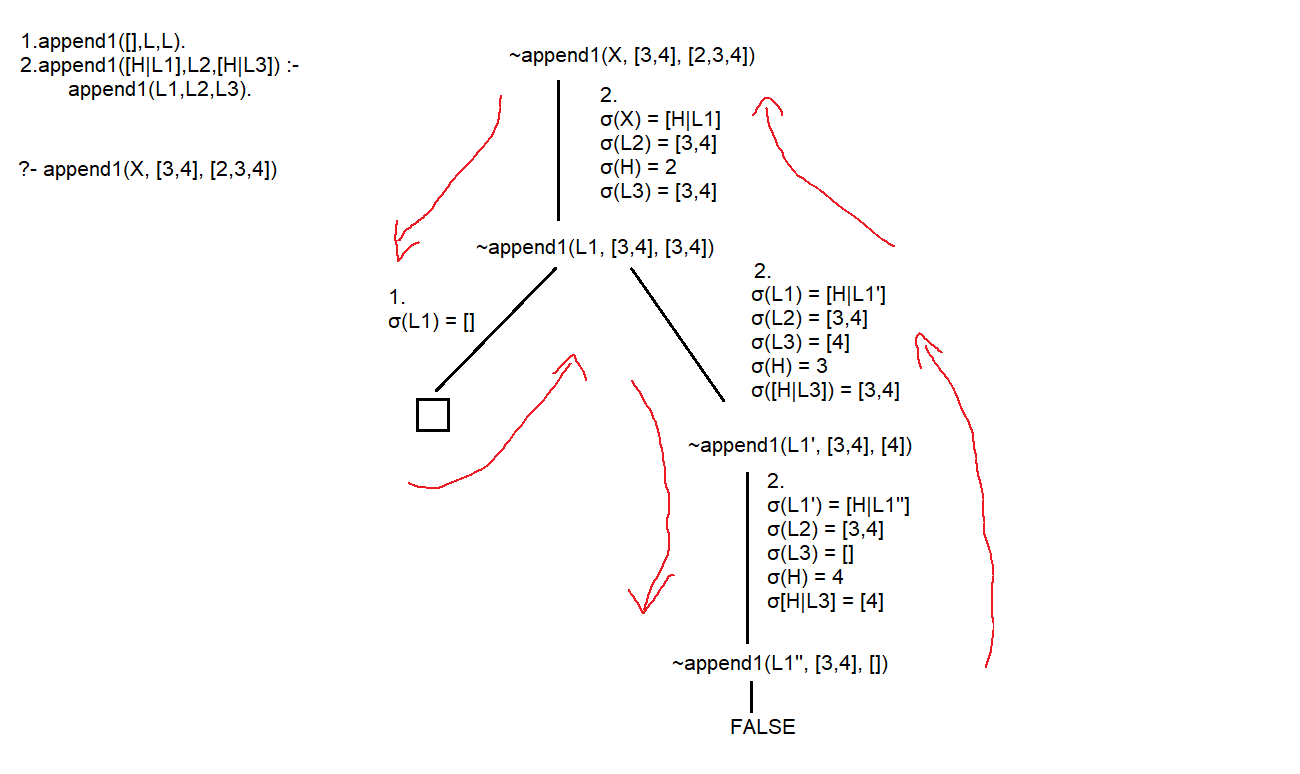 1.append1([],L,L).
2.append1([H|L1],L2,[H|L3]) :-
append1(L1,L2,L3).
?- append1(X, [3,4], [2,3,4])
~append1(X, [3,4], [2,3,4])
2.
σ(X) = [H|L1]
σ(L2) = [3,4]
σ(H) = 2
σ(L3) = [3,4]
~append1(L1, [3,4], [3,4])
1.
σ(L1) = []
2.
σ(L1) = [H|L1']
σ(L2) = [3,4]
σ(L3) = [4]
σ(H) = 3
σ([H|L3]) = [3,4]
~append1(L1', [3,4], [4])
2.
σ(L1') = [H|L1"]
σ(L2) = [3,4]
σ(L3) = []
σ(H) = 4
σ[H|L3] = [4]
~append1(L1", [3,4], [])
FALSE